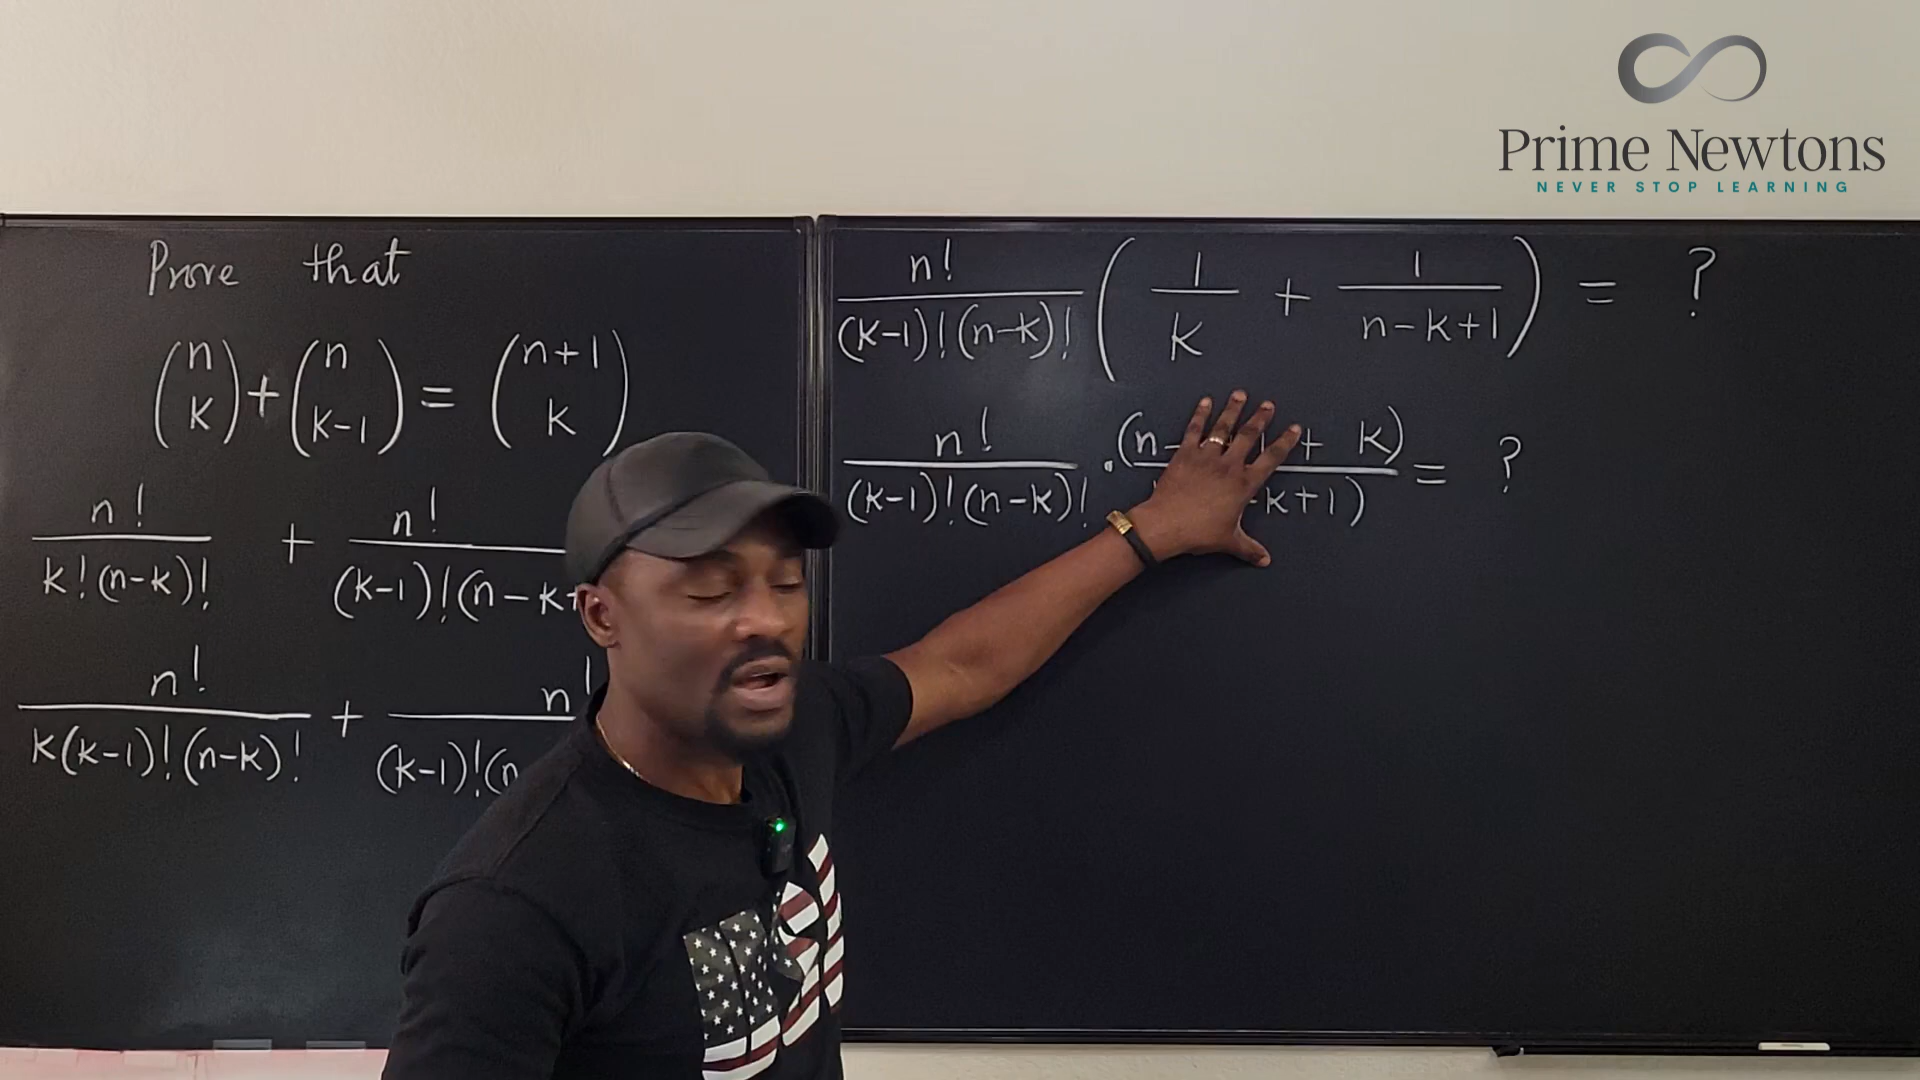 Prime Newtons
NEVER STOP LEARNING
Prove that
(n k) + (n k-1) = (n+1 k)
n! / k!(n-k)! + n! / (k-1)!(n-k+
n! / k(k-1)!(n-k)! + n! / (k-1)!(n
n! / (k-1)!(n-k)! ( 1/k + 1/(n-k+1) ) = ?
n! / (k-1)!(n-k)! · (n- + k) / -k+1) = ?